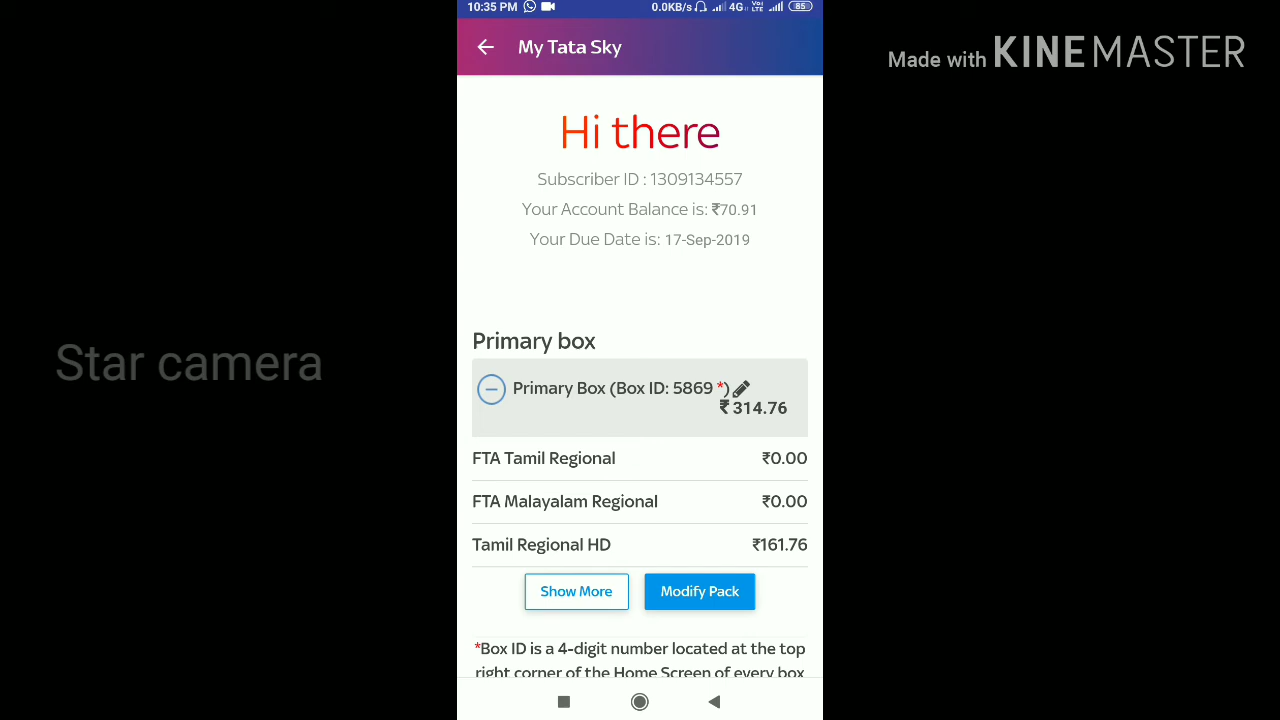 10:35 PM 0.0KB/s 4G VoLTE 85
Made with KINEMASTER
My Tata Sky
Hi there
Subscriber ID : 1309134557
Your Account Balance is: ₹70.91
Your Due Date is: 17-Sep-2019
Star camera
Primary box
Primary Box (Box ID: 5869 *)
₹ 314.76
FTA Tamil Regional ₹0.00
FTA Malayalam Regional ₹0.00
Tamil Regional HD ₹161.76
Show More Modify Pack
*Box ID is a 4-digit number located at the top
right corner of the Home Screen of every box